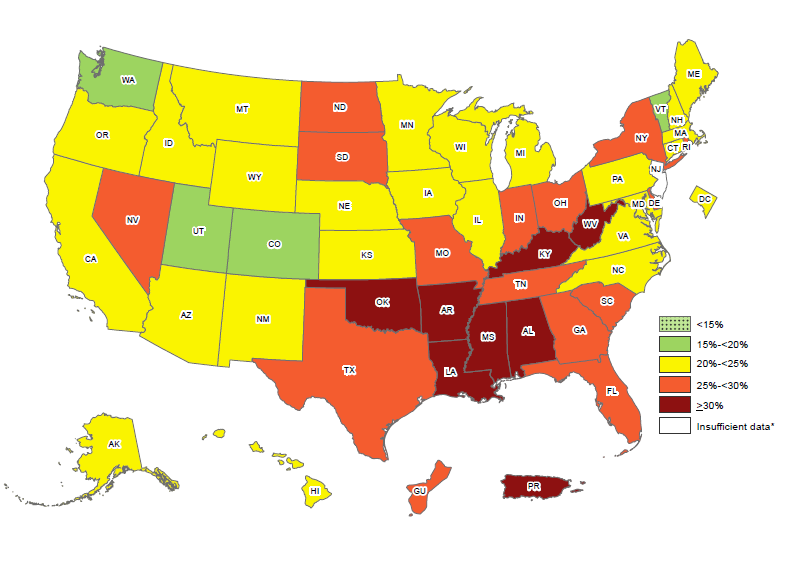 WA
MT
ND
MN
ME
VT
NH
OR
ID
SD
WI
MI
NY
MA
WY
CT
RI
NE
IA
PA
NJ
NV
UT
CO
IL
IN
OH
MD
DE
DC
CA
KS
MO
KY
WV
VA
AZ
NM
OK
AR
TN
NC
MS
AL
GA
SC
TX
LA
FL
<15%
15%-<20%
20%-<25%
25%-<30%
≥30%
Insufficient data*
AK
HI
GU
PR